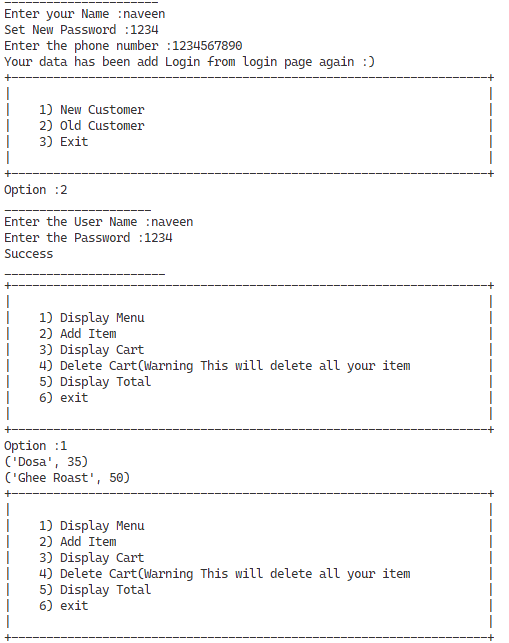 ______________________
Enter your Name :naveen
Set New Password :1234
Enter the phone number :1234567890
Your data has been add Login from login page again :)
+--------------------------------------------------------------------+
|                                                                    |
|    1) New Customer                                                 |
|    2) Old Customer                                                 |
|    3) Exit                                                         |
|                                                                    |
+--------------------------------------------------------------------+
Option :2
_____________________
Enter the User Name :naveen
Enter the Password :1234
Success
_______________________
+--------------------------------------------------------------------+
|                                                                    |
|    1) Display Menu                                                 |
|    2) Add Item                                                     |
|    3) Display Cart                                                 |
|    4) Delete Cart(Warning This will delete all your item           |
|    5) Display Total                                                |
|    6) exit                                                         |
|                                                                    |
+--------------------------------------------------------------------+
Option :1
('Dosa', 35)
('Ghee Roast', 50)
+--------------------------------------------------------------------+
|                                                                    |
|    1) Display Menu                                                 |
|    2) Add Item                                                     |
|    3) Display Cart                                                 |
|    4) Delete Cart(Warning This will delete all your item           |
|    5) Display Total                                                |
|    6) exit                                                         |
|                                                                    |
+--------------------------------------------------------------------+